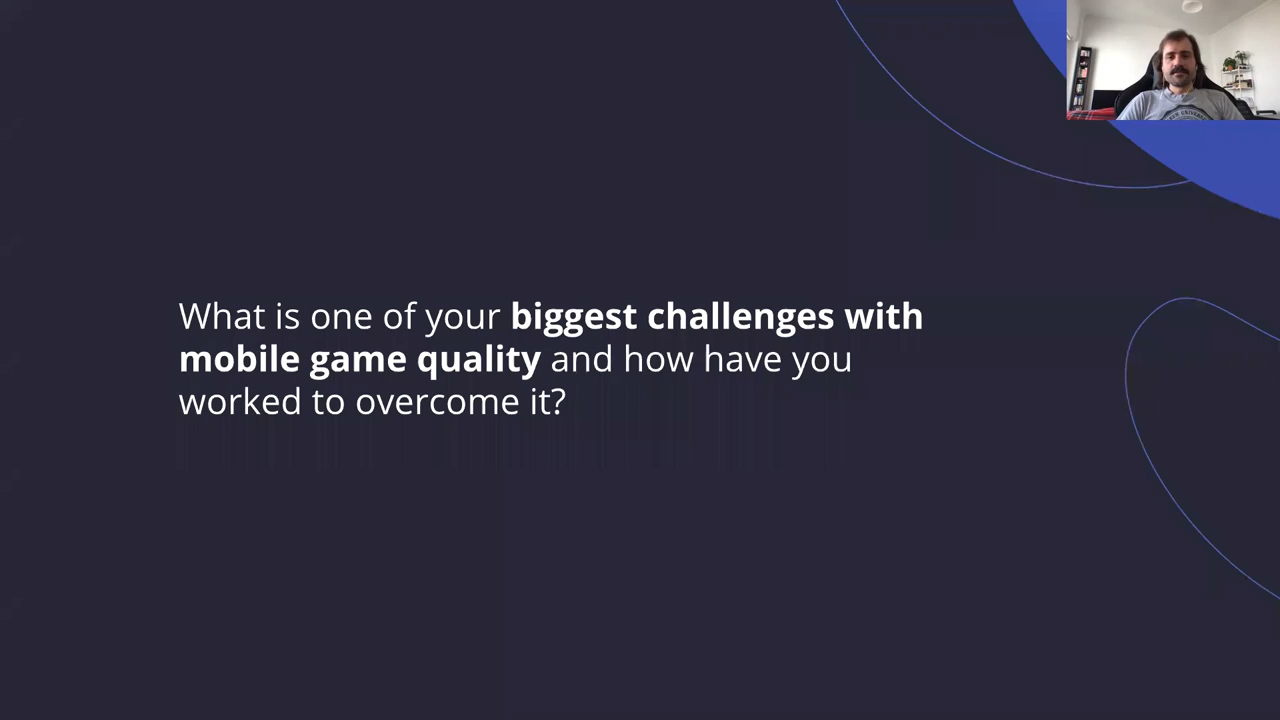 What is one of your biggest challenges with
mobile game quality and how have you
worked to overcome it?